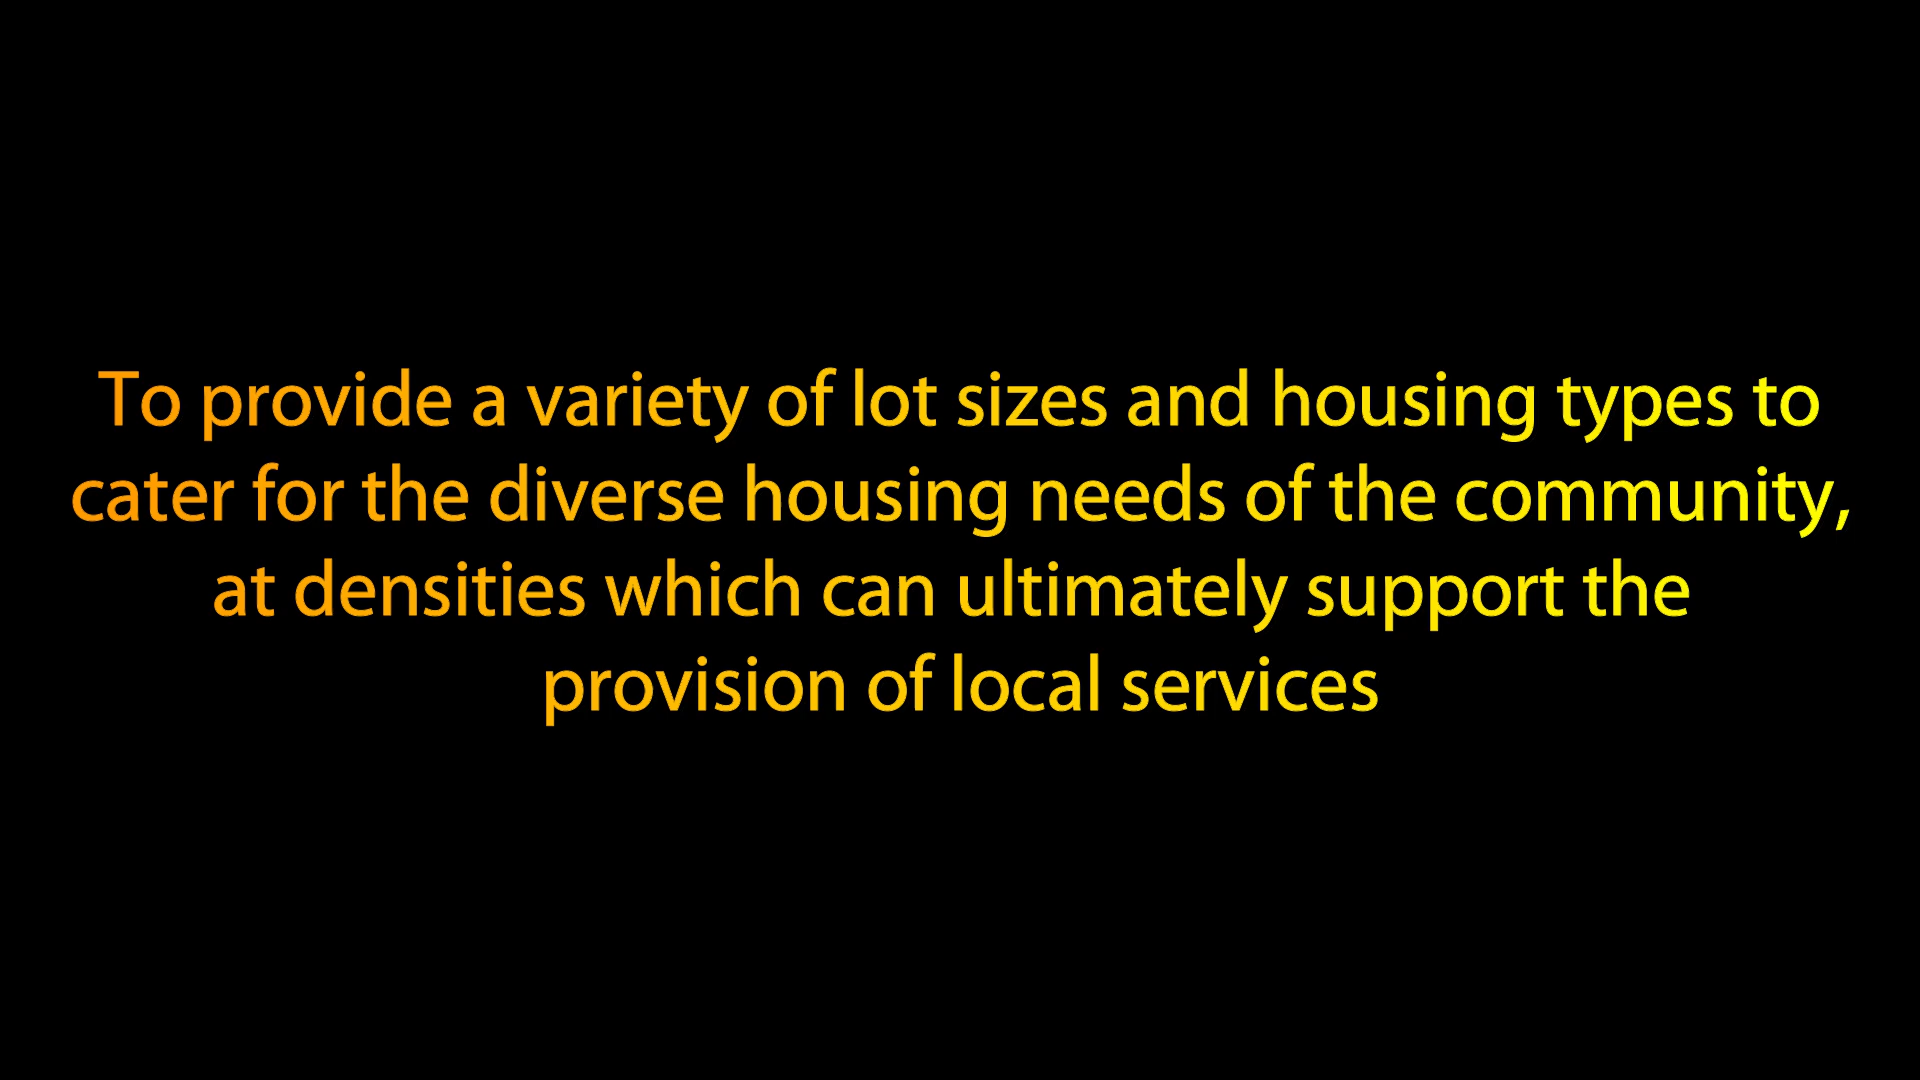 To provide a variety of lot sizes and housing types to
cater for the diverse housing needs of the community,
at densities which can ultimately support the
provision of local services